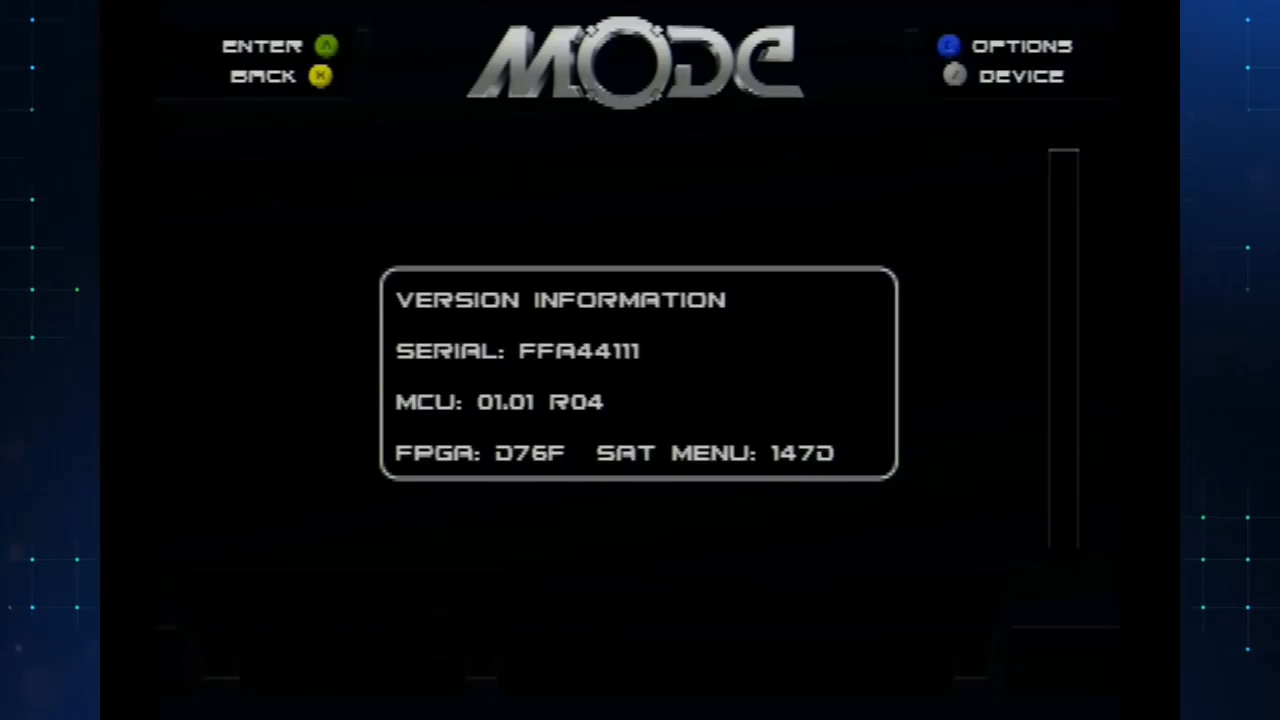 ENTER A
BACK
MODE
OPTIONS
DEVICE
VERSION INFORMATION
SERIAL: FFA44111
MCU: 01.01 R04
FPGA: D76F SAT MENU: 147D